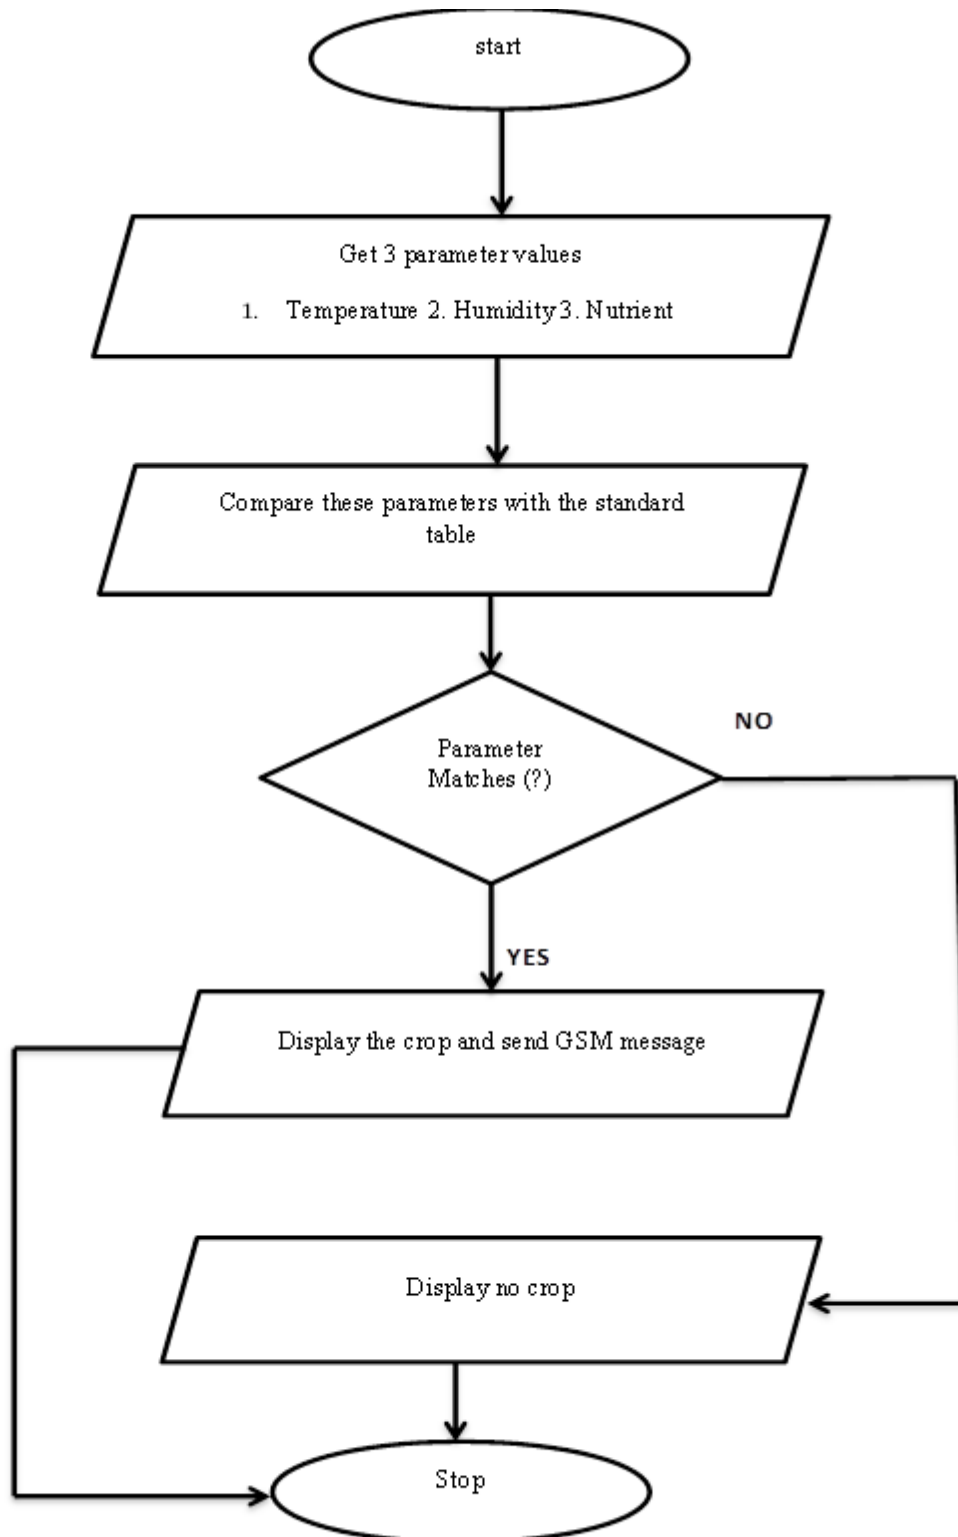 start
Get 3 parameter values
1. Temperature 2. Humidity 3. Nutrient
Compare these parameters with the standard
table
Parameter
Matches (?)
NO
YES
Display the crop and send GSM message
Display no crop
Stop